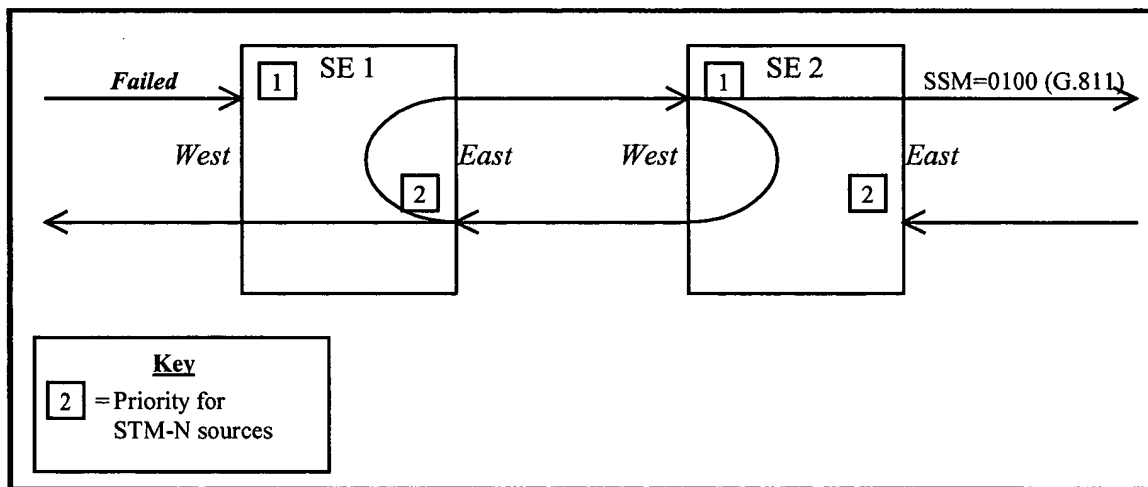 SE 1
SE 2
1
1
Failed
SSM=0100 (G.811)
West
East
West
East
2
2
Key
2 = Priority for
STM-N sources